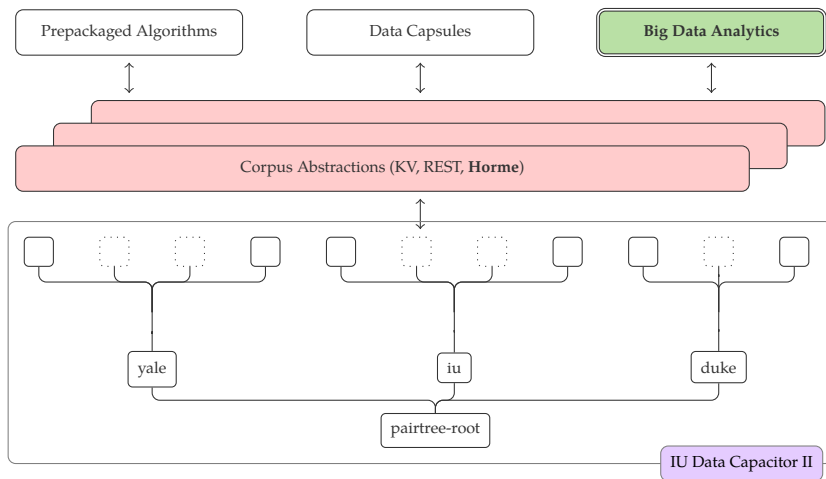 Prepackaged Algorithms
Data Capsules
Big Data Analytics
Corpus Abstractions (KV, REST, Horme)
yale
iu
duke
pairtree-root
IU Data Capacitor II